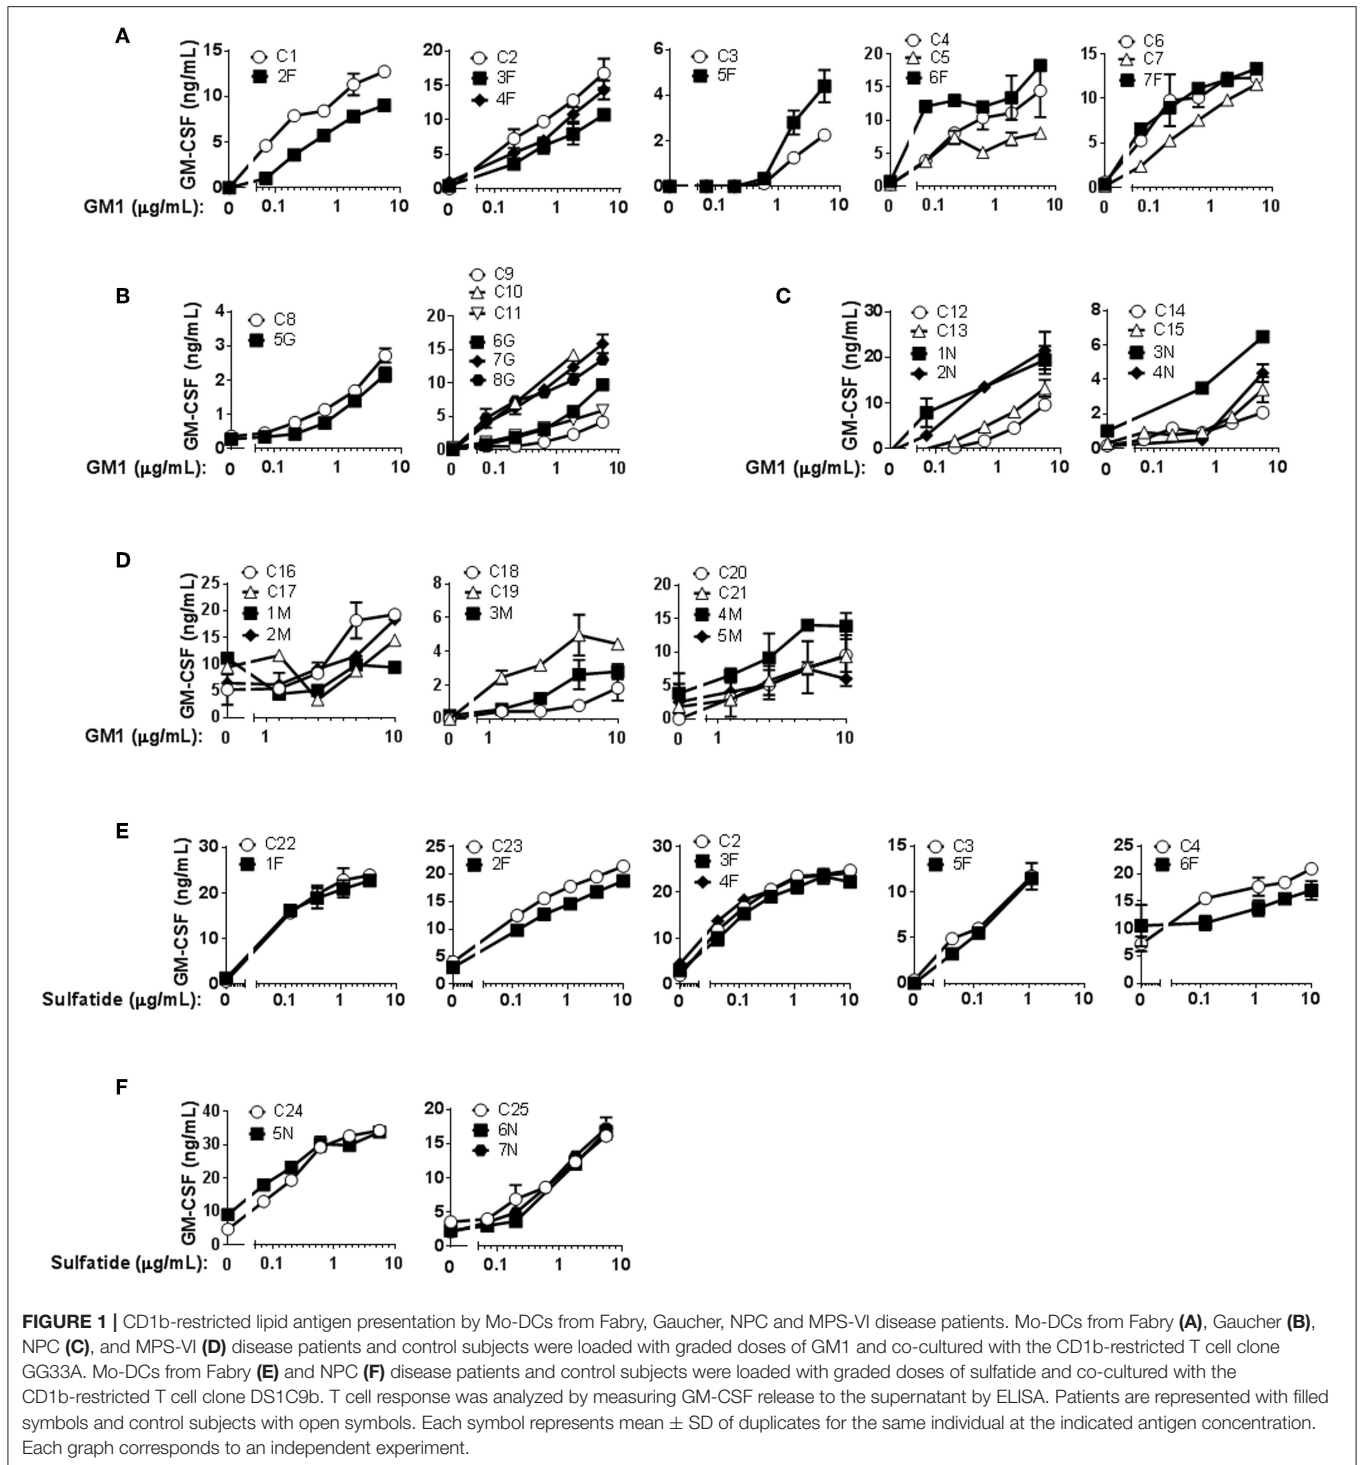 A
GM-CSF (ng/mL)
15
10
5
0
C1
2F
20
15
10
5
0
C2
3F
4F
6
4
2
0
C3
5F
20
15
10
5
0
C4
C5
6F
15
10
5
0
C6
C7
7F
GM1 (μg/mL): 0 0.1 1 10 0 0.1 1 10 0 0.1 1 10 0 0.1 1 10 0 0.1 1 10
B
GM-CSF (ng/mL)
4
3
2
1
0
C8
5G
20
15
10
5
0
C9
C10
C11
6G
7G
8G
GM1 (μg/mL): 0 0.1 1 10 0 0.1 1 10
C
GM-CSF (ng/mL)
30
20
10
0
C12
C13
1N
2N
8
6
4
2
0
C14
C15
3N
4N
GM1 (μg/mL): 0 0.1 1 10 0 0.1 1 10
D
GM-CSF (ng/mL)
25
20
15
10
5
0
C16
C17
1M
2M
8
6
4
2
0
C18
C19
3M
20
15
10
5
0
C20
C21
4M
5M
GM1 (μg/mL): 0 1 10 0 1 10 0 1 10
E
GM-CSF (ng/mL)
30
20
10
0
C22
1F
25
20
15
10
5
0
C23
2F
30
20
10
0
C2
3F
4F
15
10
5
0
C3
5F
25
20
15
10
5
0
C4
6F
Sulfatide (μg/mL): 0 0.1 1 10 0 0.1 1 10 0 0.1 1 10 0 0.1 1 10 0 0.1 1 10
F
GM-CSF (ng/mL)
40
30
20
10
0
C24
5N
20
15
10
5
0
C25
6N
7N
Sulfatide (μg/mL): 0 0.1 1 10 0 0.1 1 10
FIGURE 1 | CD1b-restricted lipid antigen presentation by Mo-DCs from Fabry, Gaucher, NPC and MPS-VI disease patients. Mo-DCs from Fabry (A), Gaucher (B),
NPC (C), and MPS-VI (D) disease patients and control subjects were loaded with graded doses of GM1 and co-cultured with the CD1b-restricted T cell clone
GG33A. Mo-DCs from Fabry (E) and NPC (F) disease patients and control subjects were loaded with graded doses of sulfatide and co-cultured with the
CD1b-restricted T cell clone DS1C9b. T cell response was analyzed by measuring GM-CSF release to the supernatant by ELISA. Patients are represented with filled
symbols and control subjects with open symbols. Each symbol represents mean ± SD of duplicates for the same individual at the indicated antigen concentration.
Each graph corresponds to an independent experiment.